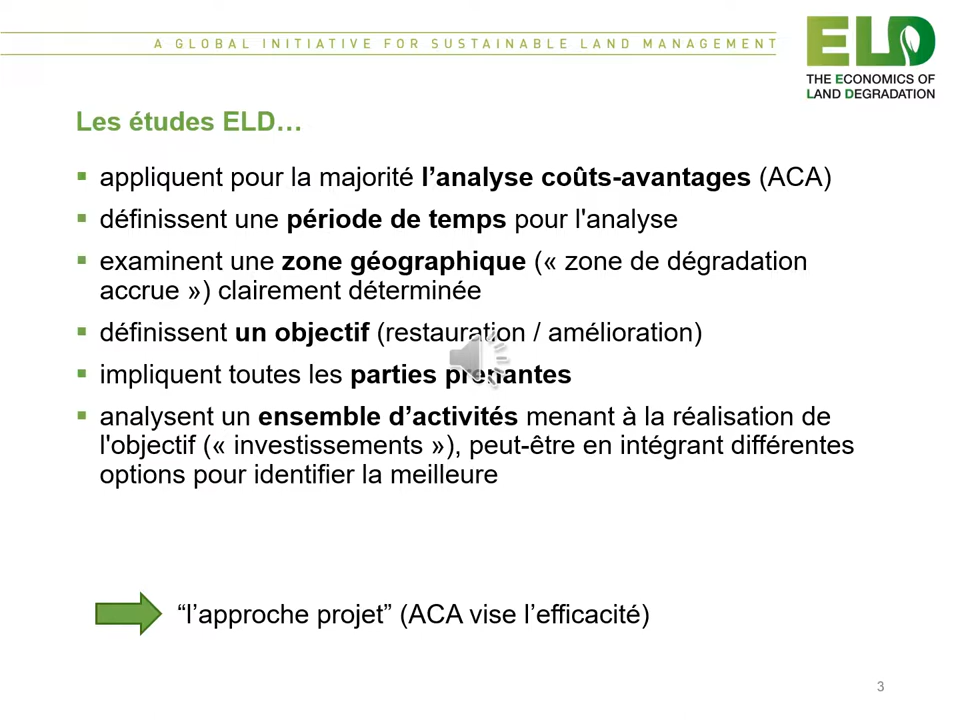 A GLOBAL INITIATIVE FOR SUSTAINABLE LAND MANAGEMENT
ELD
THE ECONOMICS OF
LAND DEGRADATION
Les études ELD…
▪ appliquent pour la majorité l’analyse coûts-avantages (ACA)
▪ définissent une période de temps pour l'analyse
▪ examinent une zone géographique (« zone de dégradation
accrue ») clairement déterminée
▪ définissent un objectif (restauration / amélioration)
▪ impliquent toutes les parties prenantes
▪ analysent un ensemble d’activités menant à la réalisation de
l'objectif (« investissements »), peut-être en intégrant différentes
options pour identifier la meilleure
“l’approche projet” (ACA vise l’efficacité)
3